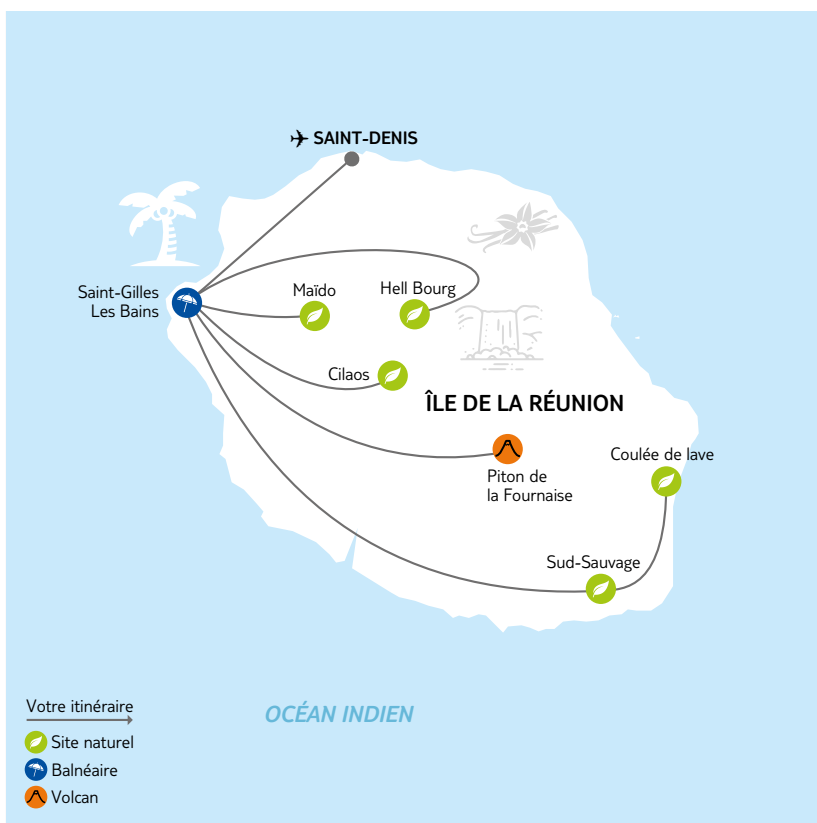 SAINT-DENIS
Saint-Gilles
Les Bains
Maïdo
Hell Bourg
Cilaos
ÎLE DE LA RÉUNION
Piton de
la Fournaise
Coulée de lave
Sud-Sauvage
OCÉAN INDIEN
Votre itinéraire
Site naturel
Balnéaire
Volcan